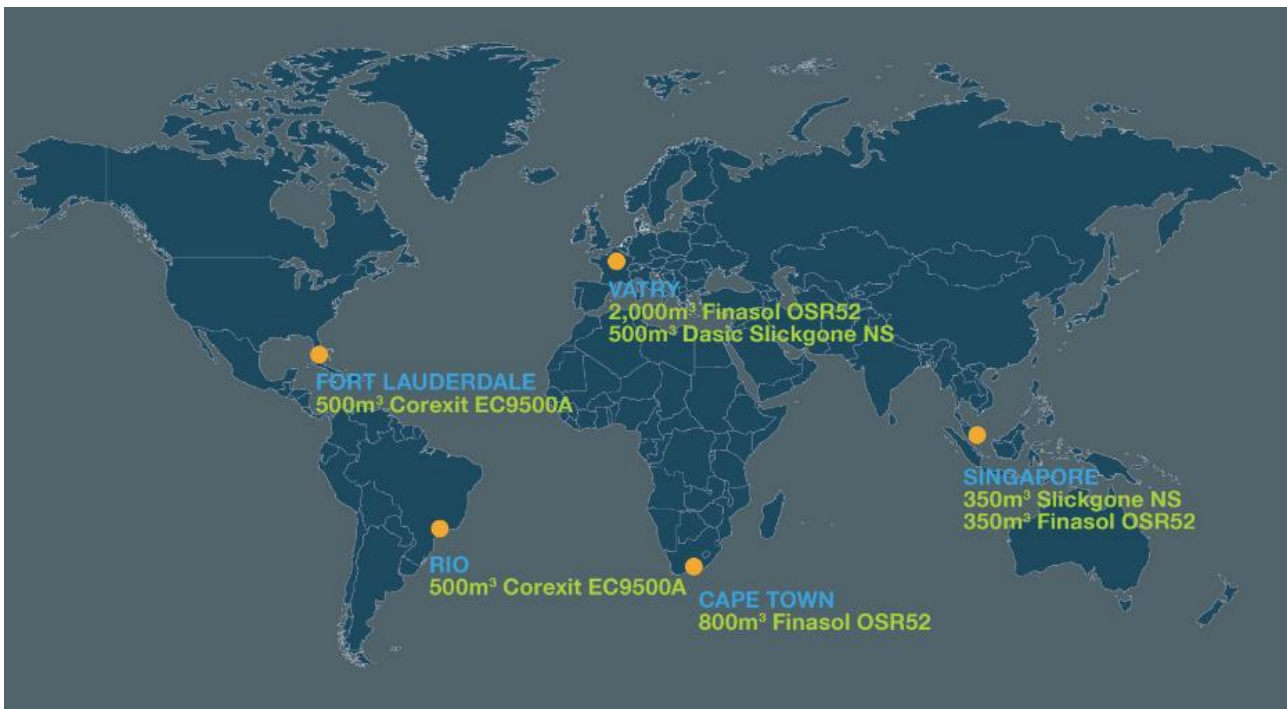 VATRY
2,000m³ Finasol OSR52
500m³ Dasic Slickgone NS
FORT LAUDERDALE
500m³ Corexit EC9500A
SINGAPORE
350m³ Slickgone NS
350m³ Finasol OSR52
RIO
500m³ Corexit EC9500A
CAPE TOWN
800m³ Finasol OSR52